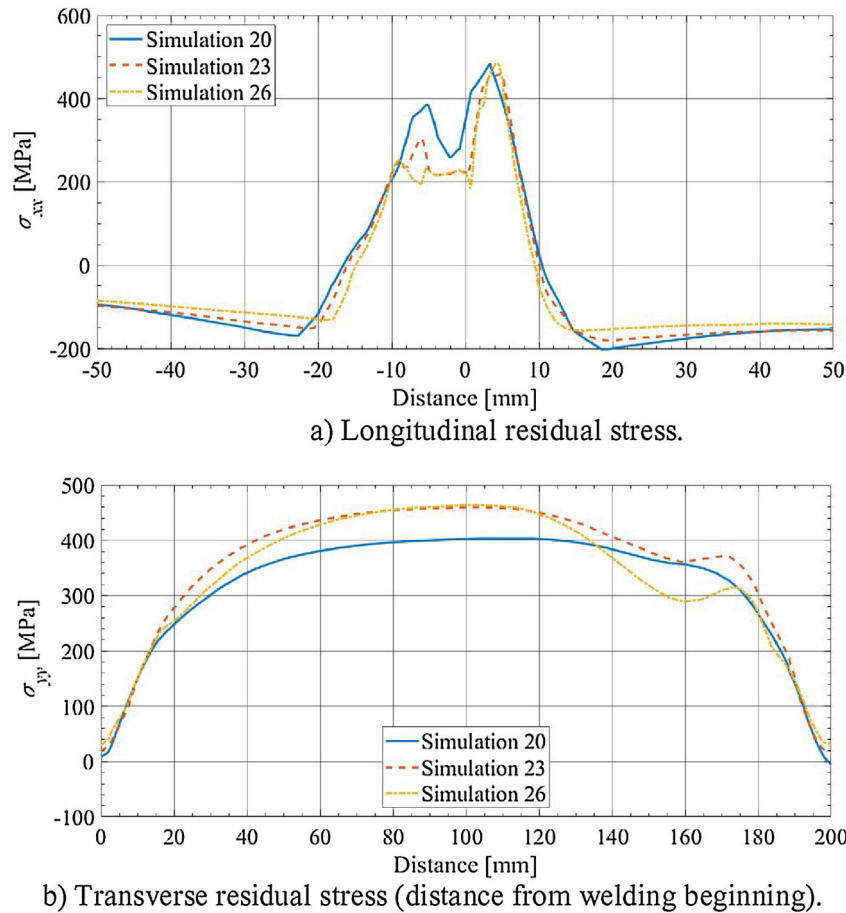 600
400
200
0
-200
σxx [MPa]
Simulation 20
Simulation 23
Simulation 26
-50 -40 -30 -20 -10 0 10 20 30 40 50
Distance [mm]
a) Longitudinal residual stress.
500
400
300
200
100
0
-100
σyy [MPa]
Simulation 20
Simulation 23
Simulation 26
0 20 40 60 80 100 120 140 160 180 200
Distance [mm]
b) Transverse residual stress (distance from welding beginning).